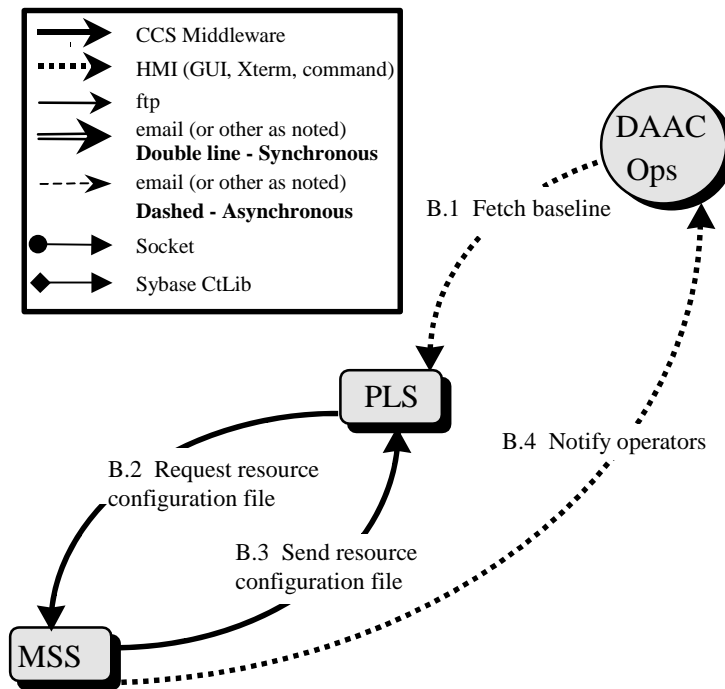 CCS Middleware
HMI (GUI, Xterm, command)
ftp
email (or other as noted)
Double line - Synchronous
email (or other as noted)
Dashed - Asynchronous
Socket
Sybase CtLib
DAAC
Ops
B.1 Fetch baseline
PLS
B.4 Notify operators
B.2 Request resource
configuration file
B.3 Send resource
configuration file
MSS